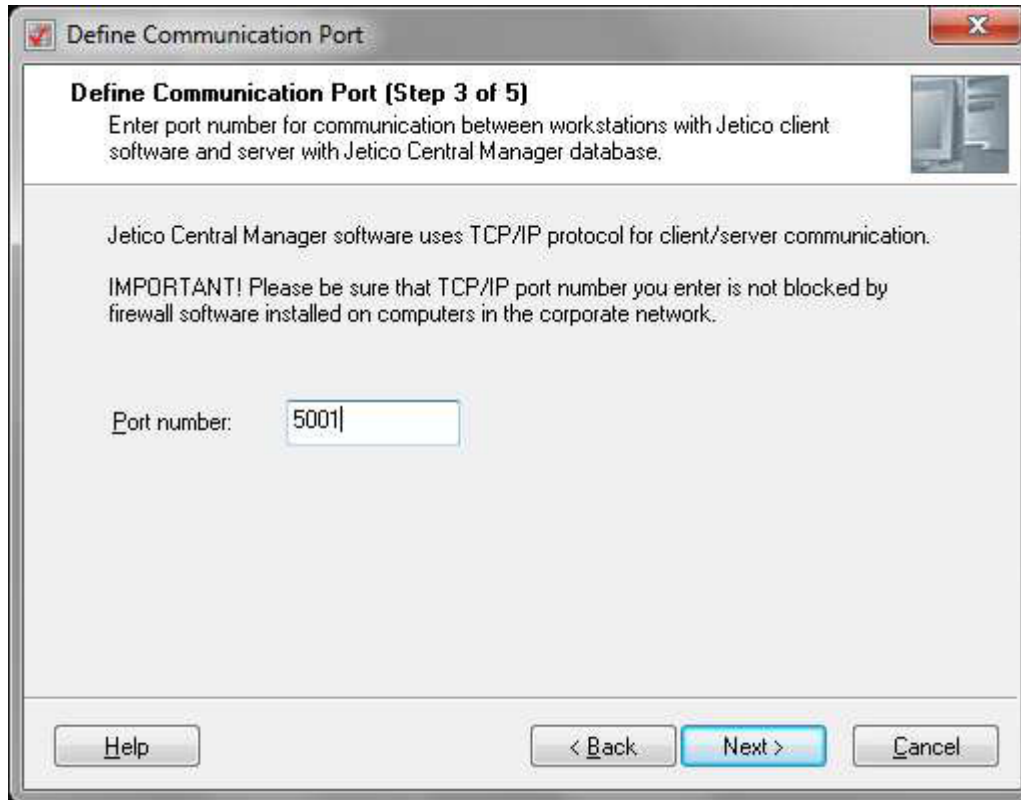 Define Communication Port
Define Communication Port (Step 3 of 5)
Enter port number for communication between workstations with Jetico client
software and server with Jetico Central Manager database.
Jetico Central Manager software uses TCP/IP protocol for client/server communication.
IMPORTANT! Please be sure that TCP/IP port number you enter is not blocked by
firewall software installed on computers in the corporate network.
Port number: 5001
Help < Back Next > Cancel